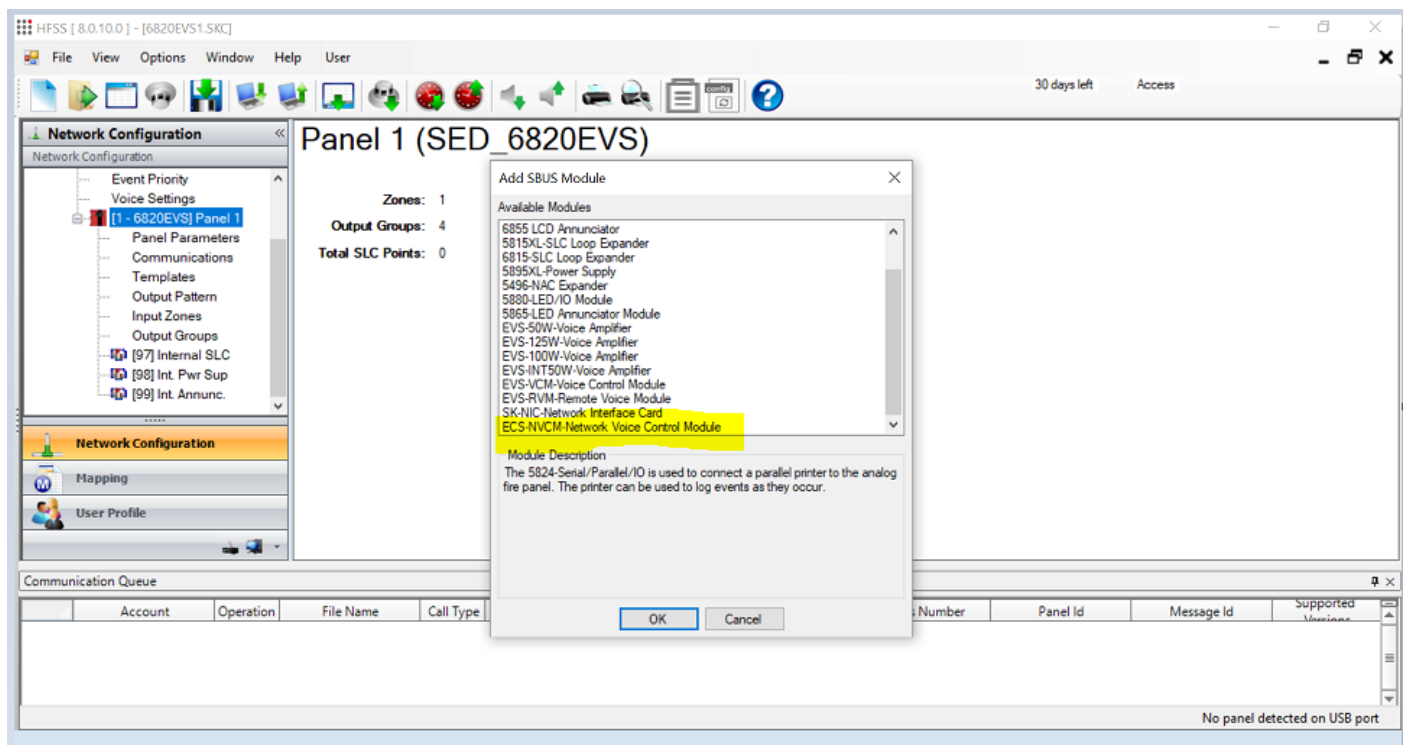 HFSS [ 8.0.10.0 ] - [6820EVS1.SKC]
File View Options Window Help User
config
30 days left Access
Network Configuration
Network Configuration
Event Priority
Voice Settings
[1 - 6820EVS] Panel 1
Panel Parameters
Communications
Templates
Output Pattern
Input Zones
Output Groups
[97] Internal SLC
[98] Int. Pwr Sup
[99] Int. Annunc.
Network Configuration
Mapping
User Profile
Panel 1 (SED_6820EVS)
Zones: 1
Output Groups: 4
Total SLC Points: 0
Add SBUS Module
Available Modules
6855 LCD Annunciator
5815XL-SLC Loop Expander
6815-SLC Loop Expander
5895XL-Power Supply
5496-NAC Expander
5880-LED/IO Module
5865-LED Annunciator Module
EVS-50W-Voice Amplifier
EVS-125W-Voice Amplifier
EVS-100W-Voice Amplifier
EVS-INT50W-Voice Amplifier
EVS-VCM-Voice Control Module
EVS-RVM-Remote Voice Module
SK-NIC-Network Interface Card
ECS-NVCM-Network Voice Control Module
Module Description
The 5824-Serial/Parallel/IO is used to connect a parallel printer to the analog
fire panel. The printer can be used to log events as they occur.
OK Cancel
Communication Queue
Account Operation File Name Call Type Number Panel Id Message Id Supported
Versions
No panel detected on USB port